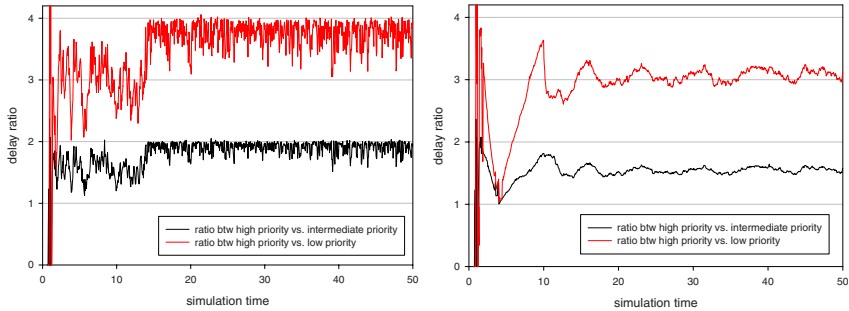 4
3
2
1
0
delay ratio
ratio btw high priority vs. intermediate priority
ratio btw high priority vs. low priority
0 10 20 30 40 50
simulation time
4
3
2
1
0
delay ratio
ratio btw high priority vs. intermediate priority
ratio btw high priority vs. low priority
0 10 20 30 40 50
simulation time